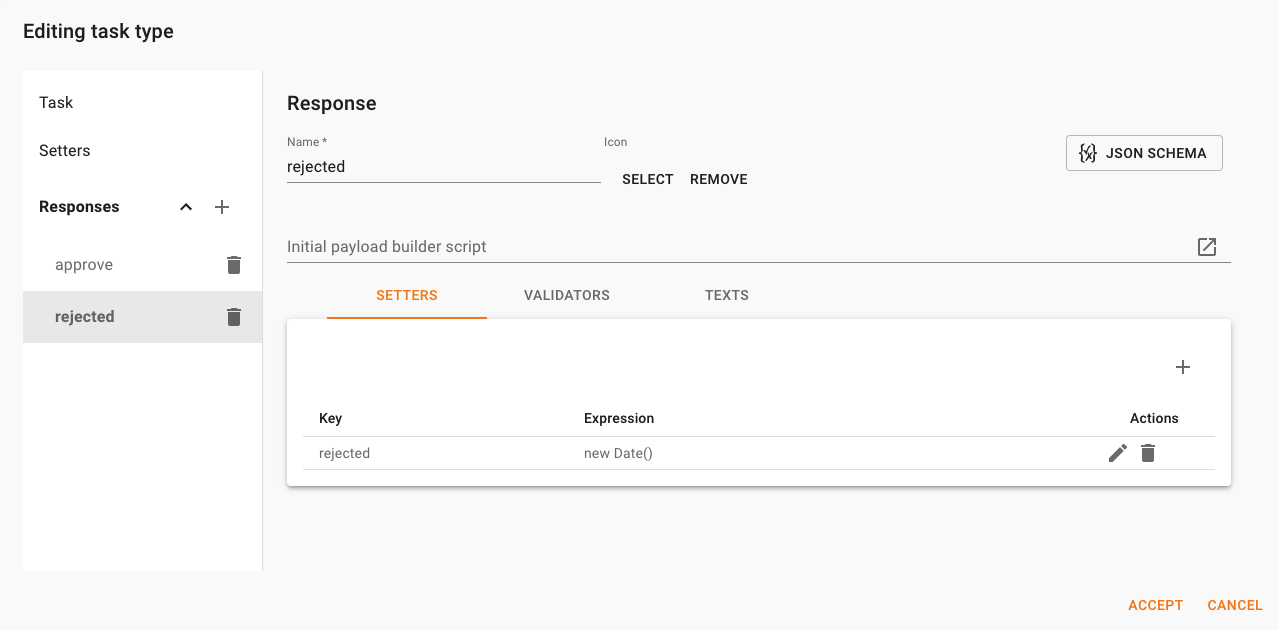 Editing task type
Task
Setters
Responses
approve
rejected
Response
Name *
Icon
rejected
SELECT
REMOVE
JSON SCHEMA
Initial payload builder script
SETTERS
VALIDATORS
TEXTS
Key
Expression
Actions
rejected
new Date()
ACCEPT
CANCEL